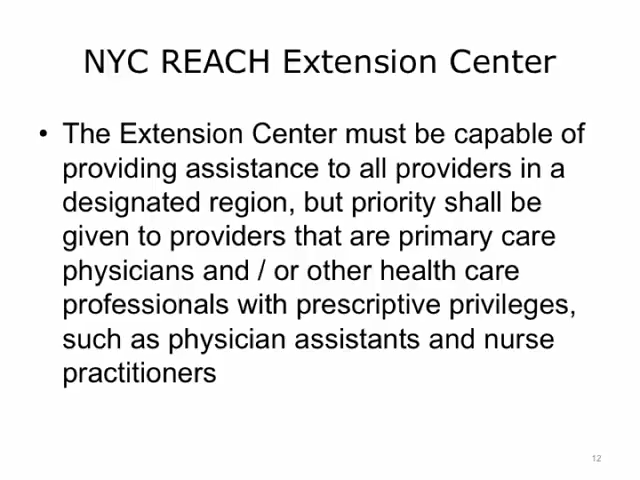 NYC REACH Extension Center
• The Extension Center must be capable of
providing assistance to all providers in a
designated region, but priority shall be
given to providers that are primary care
physicians and / or other health care
professionals with prescriptive privileges,
such as physician assistants and nurse
practitioners
12